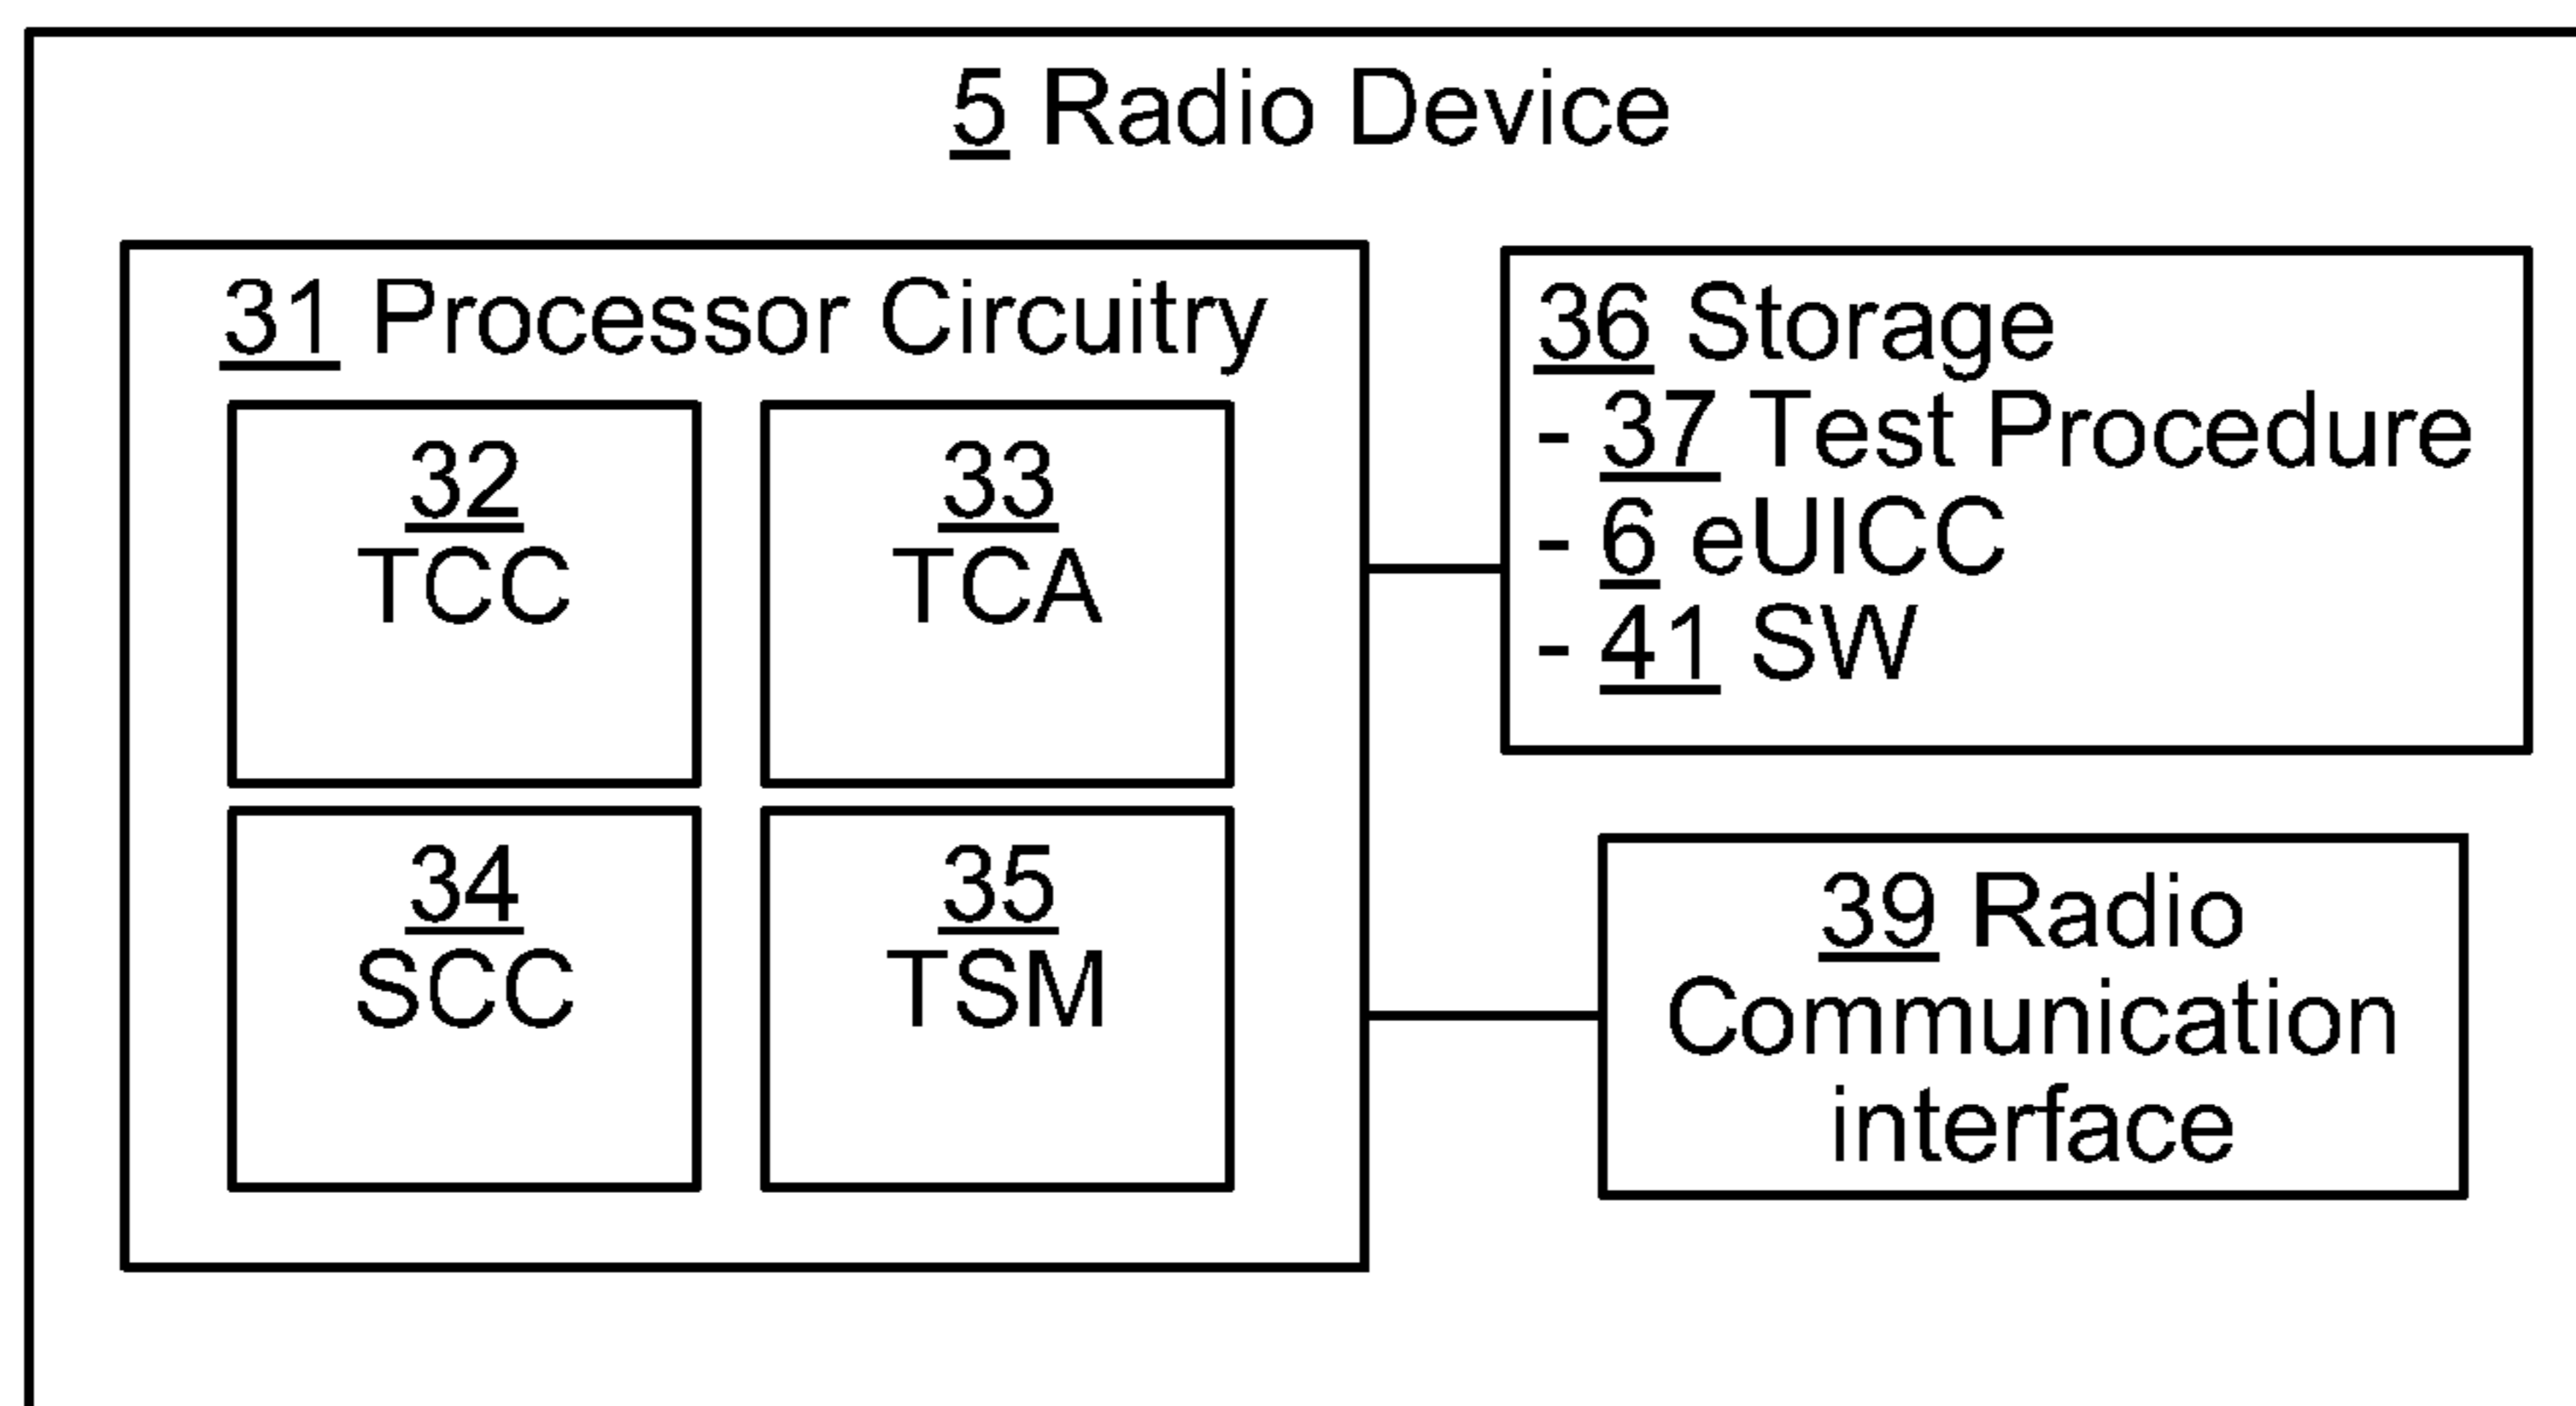 5 Radio Device
31 Processor Circuitry
32
TCC
33
TCA
34
SCC
35
TSM
36 Storage
- 37 Test Procedure
- 6 eUICC
- 41 SW
39 Radio
Communication
interface